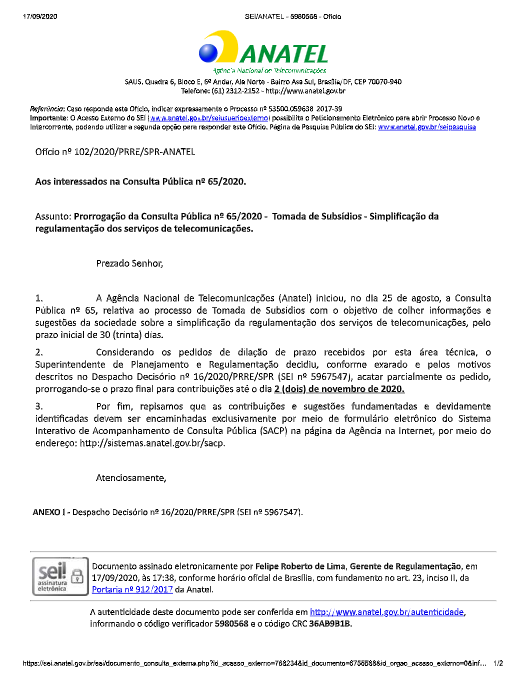 17/09/2020 SEI/ANATEL - 5980568 - Ofício
ANATEL
Agência Nacional de Telecomunicações
SAUS, Quadra 6, Bloco E, 6º Andar, Ala Norte - Bairro Asa Sul, Brasília/DF, CEP 70070-940
Telefone: (61) 2312-2152 - http://www.anatel.gov.br
Referência: Caso responda este Ofício, indicar expressamente o Processo nº 53500.059638/2017-39
Importante: O Acesso Externo do SEI (www.anatel.gov.br/seiusuarioexterno) possibilita o Peticionamento Eletrônico para abrir Processo Novo e
Intercorrente, podendo utilizar a segunda opção para responder este Ofício. Página de Pesquisa Pública do SEI: www.anatel.gov.br/seipesquisa
Ofício nº 102/2020/PRRE/SPR-ANATEL
Aos interessados na Consulta Pública nº 65/2020.
Assunto: Prorrogação da Consulta Pública nº 65/2020 - Tomada de Subsídios - Simplificação da
regulamentação dos serviços de telecomunicações.
Prezado Senhor,
1. A Agência Nacional de Telecomunicações (Anatel) iniciou, no dia 25 de agosto, a Consulta
Pública nº 65, relativa ao processo de Tomada de Subsídios com o objetivo de colher informações e
sugestões da sociedade sobre a simplificação da regulamentação dos serviços de telecomunicações, pelo
prazo inicial de 30 (trinta) dias.
2. Considerando os pedidos de dilação de prazo recebidos por esta área técnica, o
Superintendente de Planejamento e Regulamentação decidiu, conforme exarado e pelos motivos
descritos no Despacho Decisório nº 16/2020/PRRE/SPR (SEI nº 5967547), acatar parcialmente os pedido,
prorrogando-se o prazo final para contribuições até o dia 2 (dois) de novembro de 2020.
3. Por fim, repisamos que as contribuições e sugestões fundamentadas e devidamente
identificadas devem ser encaminhadas exclusivamente por meio de formulário eletrônico do Sistema
Interativo de Acompanhamento de Consulta Pública (SACP) na página da Agência na Internet, por meio do
endereço: http://sistemas.anatel.gov.br/sacp.
Atenciosamente,
ANEXO I - Despacho Decisório nº 16/2020/PRRE/SPR (SEI nº 5967547).
sei!
assinatura
eletrônica
Documento assinado eletronicamente por Felipe Roberto de Lima, Gerente de Regulamentação, em
17/09/2020, às 17:38, conforme horário oficial de Brasília, com fundamento no art. 23, inciso II, da
Portaria nº 912/2017 da Anatel.
A autenticidade deste documento pode ser conferida em http://www.anatel.gov.br/autenticidade,
informando o código verificador 5980568 e o código CRC 36AB9B1B.
1/2